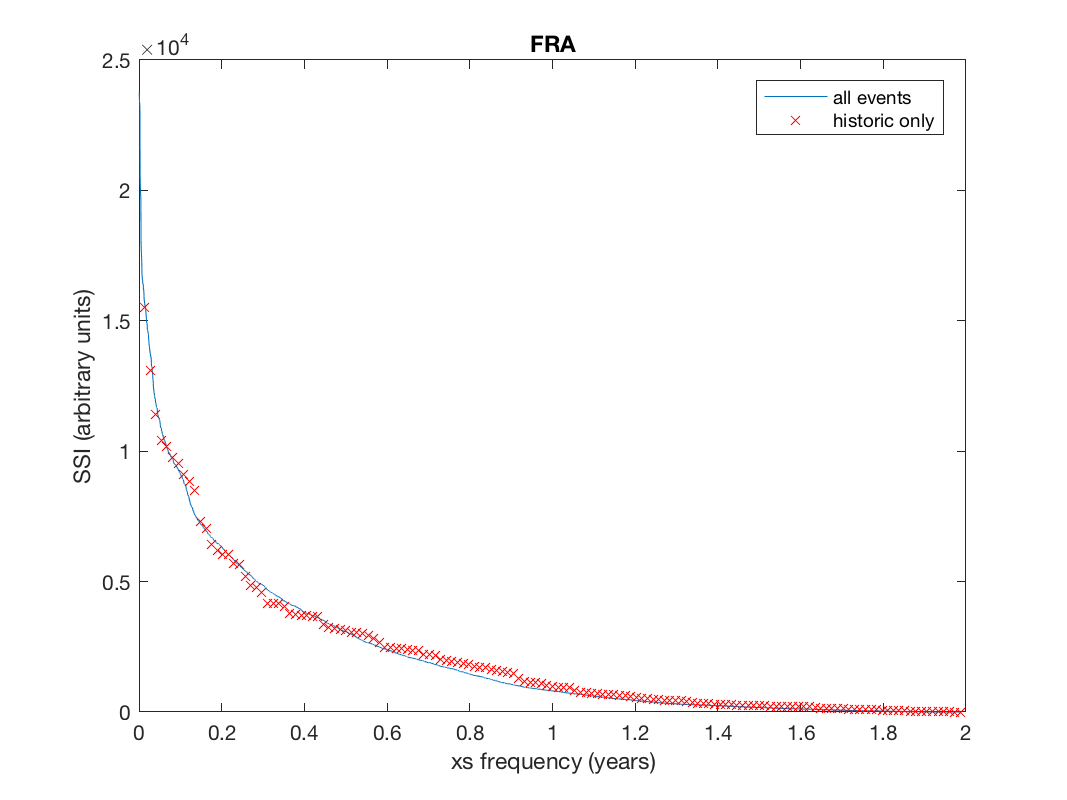 FRA
×10⁴
2.5
2
1.5
1
0.5
0
all events
historic only
SSI (arbitrary units)
0 0.2 0.4 0.6 0.8 1 1.2 1.4 1.6 1.8 2
xs frequency (years)